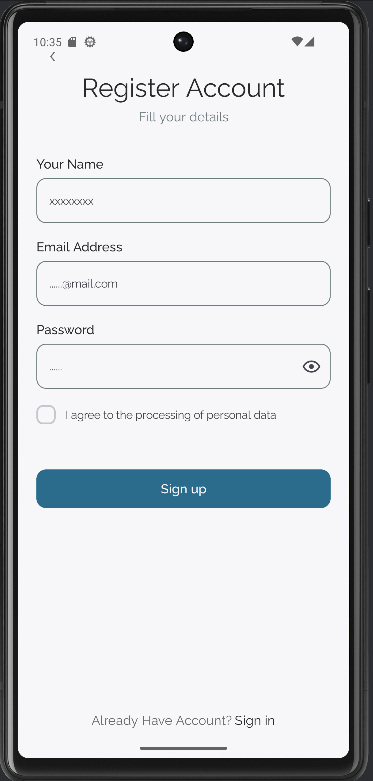 10:35
Register Account
Fill your details
Your Name
xxxxxxxx
Email Address
......@mail.com
Password
......
I agree to the processing of personal data
Sign up
Already Have Account? Sign in